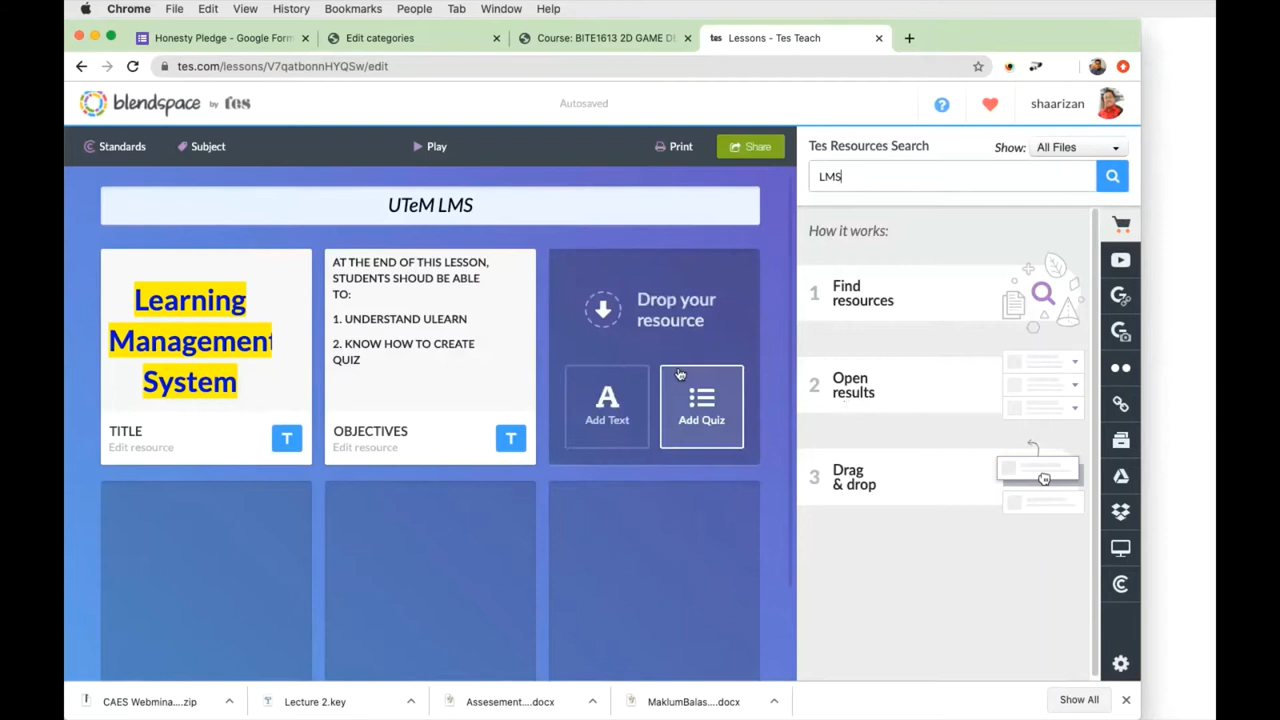 Chrome File Edit View History Bookmarks People Tab Window Help
Honesty Pledge - Google Form
Edit categories
Course: BITE1613 2D GAME DE
tes Lessons - Tes Teach
tes.com/lessons/V7qatbonnHYQSw/edit
blendspace by tes
Autosaved
?
shaarizan
Standards
Subject
Play
Print
Share
Tes Resources Search
Show: All Files
LMS
UTeM LMS
Learning
Management
System
TITLE
Edit resource
T
AT THE END OF THIS LESSON,
STUDENTS SHOULD BE ABLE
TO:
1. UNDERSTAND ULEARN
2. KNOW HOW TO CREATE
QUIZ
OBJECTIVES
Edit resource
T
Drop your
resource
A
Add Text
Add Quiz
How it works:
1 Find
resources
2 Open
results
3 Drag
& drop
CAES Webmina....zip
Lecture 2.key
Assesement....docx
MaklumBalas....docx
Show All